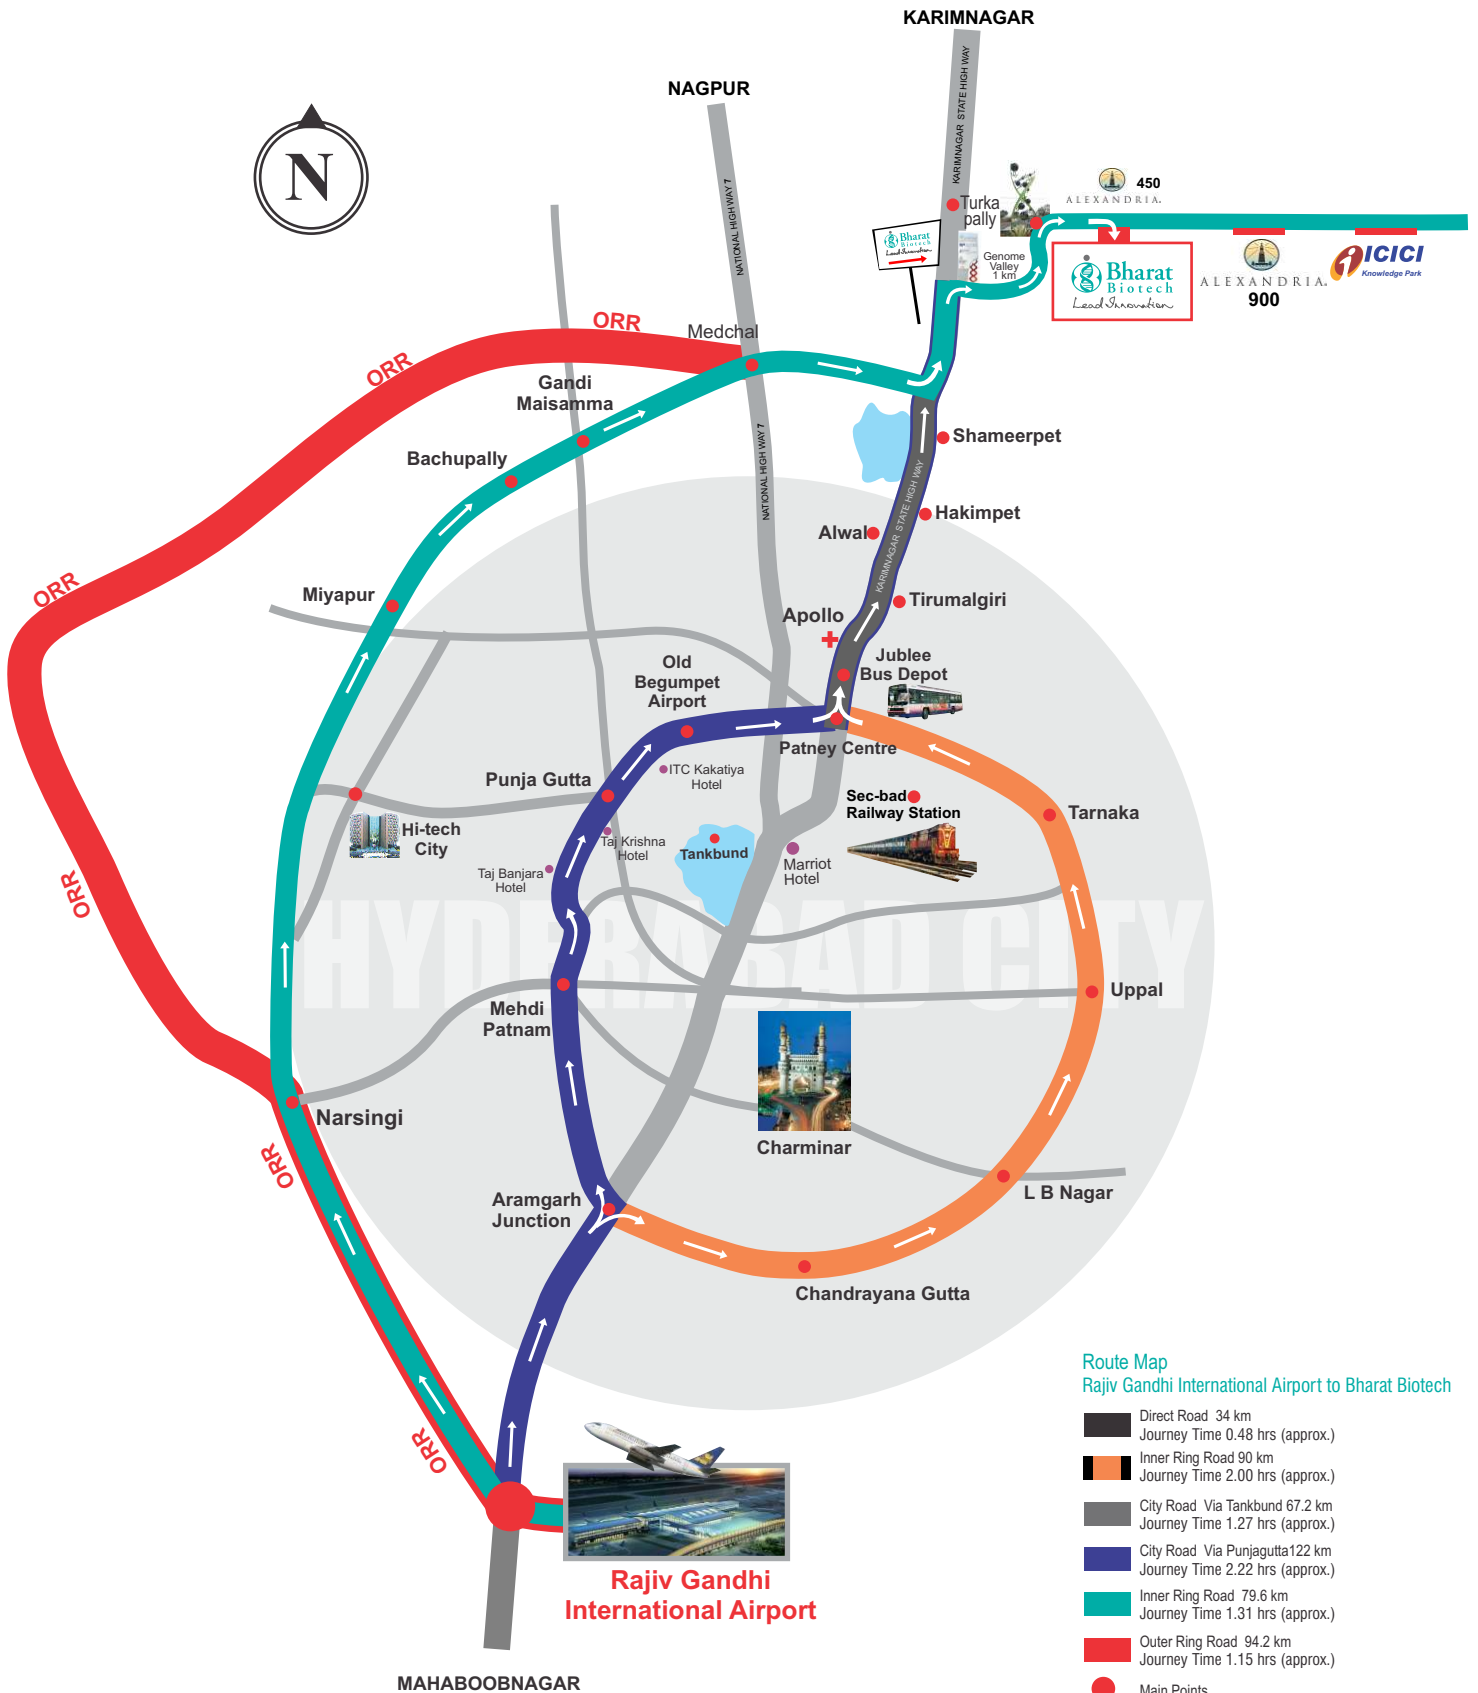 KARIMNAGAR
NAGPUR
KARIMNAGAR STATE HIGH WAY
NATIONAL HIGH WAY 7
N
450
ALEXANDRIA.
Turka
pally
Bharat
Biotech
Lead Innovation
Genome
Valley
1 km
Bharat
Biotech
Lead Innovation
ALEXANDRIA.
900
ICICI
Knowledge Park
ORR
Medchal
ORR
Gandi
Maisamma
NATIONAL HIGH WAY 7
Shameerpet
Bachupally
KARIMNAGAR STATE HIGH WAY
Hakimpet
Alwal
ORR
Miyapur
Tirumalgiri
Apollo
Jublee
Bus Depot
Old
Begumpet
Airport
Patney Centre
ITC Kakatiya
Hotel
Punja Gutta
Sec-bad
Railway Station
Tarnaka
Hi-tech
City
Taj Krishna
Hotel
Tankbund
Marriot
Hotel
Taj Banjara
Hotel
ORR
HYDERABAD CITY
Mehdi
Patnam
Uppal
Narsingi
Charminar
ORR
Aramgarh
Junction
L B Nagar
Chandrayana Gutta
ORR
Rajiv Gandhi
International Airport
MAHABOOBNAGAR
Route Map
Rajiv Gandhi International Airport to Bharat Biotech
Direct Road 34 km
Journey Time 0.48 hrs (approx.)
Inner Ring Road 90 km
Journey Time 2.00 hrs (approx.)
City Road Via Tankbund 67.2 km
Journey Time 1.27 hrs (approx.)
City Road Via Punjagutta122 km
Journey Time 2.22 hrs (approx.)
Inner Ring Road 79.6 km
Journey Time 1.31 hrs (approx.)
Outer Ring Road 94.2 km
Journey Time 1.15 hrs (approx.)
Main Points